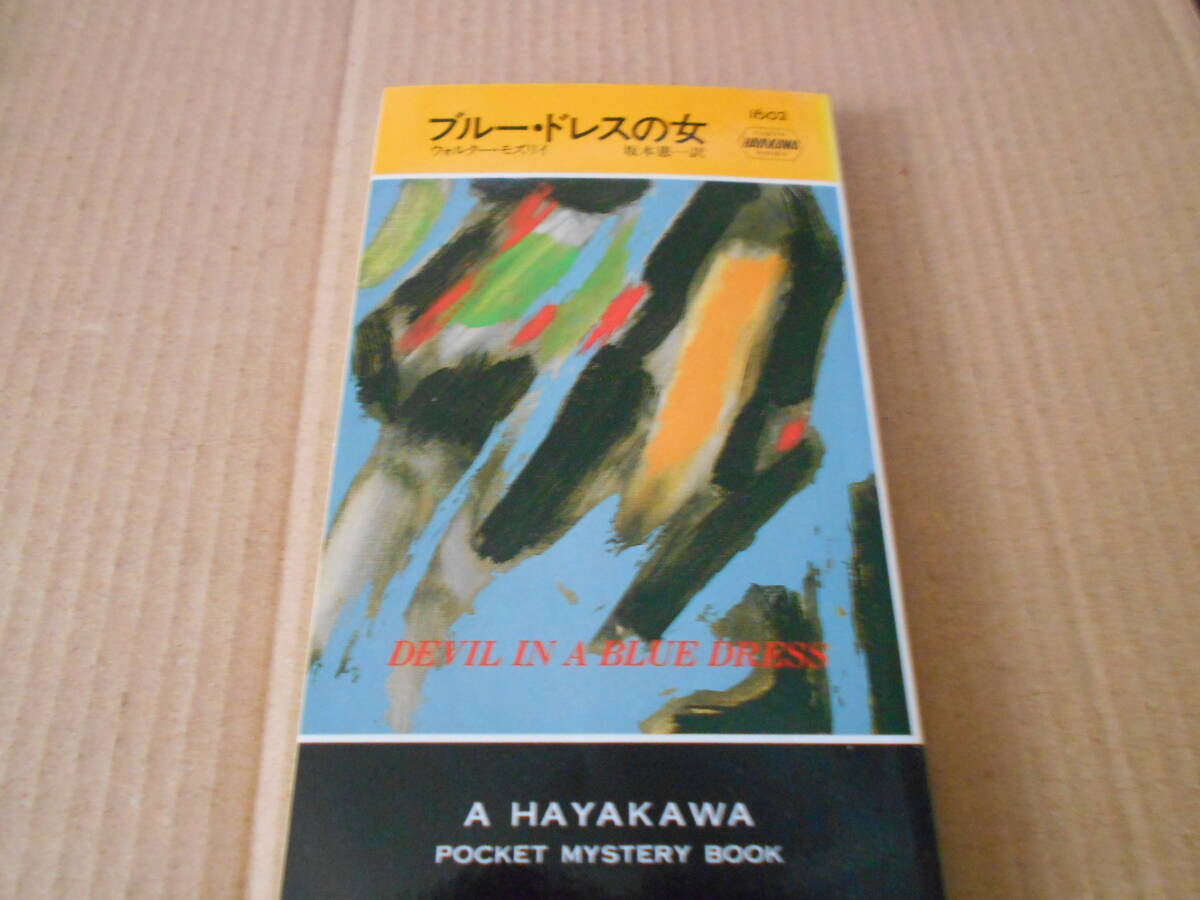 1602
ブルー・ドレスの女
HAYAKAWA
ウォルター・モズリイ 坂本憲一訳
DEVIL IN A BLUE DRESS
A HAYAKAWA
POCKET MYSTERY BOOK